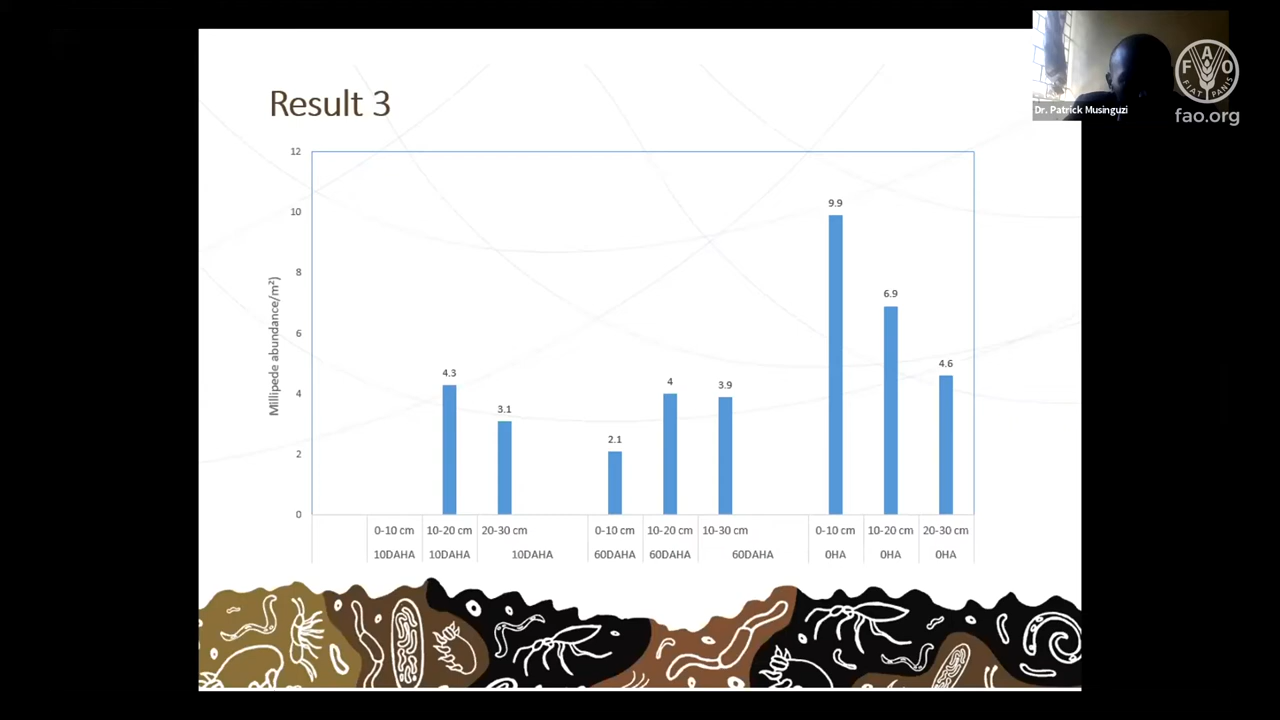 Result 3
Dr. Patrick Musinguzi
F A O
FIAT PANIS
fao.org
Millipede abundance/m²)
12
10
8
6
4
2
0
4.3
3.1
2.1
4
3.9
9.9
6.9
4.6
0-10 cm 10-20 cm 20-30 cm 0-10 cm 10-20 cm 10-30 cm 0-10 cm 10-20 cm 20-30 cm
10DAHA 10DAHA 10DAHA 60DAHA 60DAHA 60DAHA 0HA 0HA 0HA